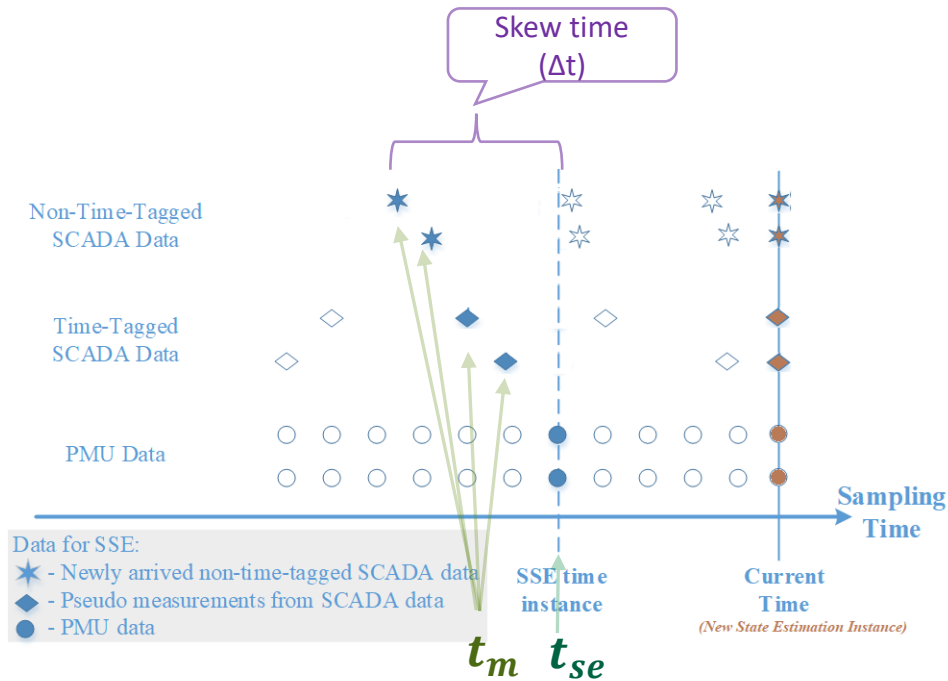 Skew time
(Δt)
Non-Time-Tagged
SCADA Data
Time-Tagged
SCADA Data
PMU Data
Sampling
Time
Data for SSE:
- Newly arrived non-time-tagged SCADA data
- Pseudo measurements from SCADA data
- PMU data
SSE time
instance
Current
Time
(New State Estimation Instance)
t_m
t_se